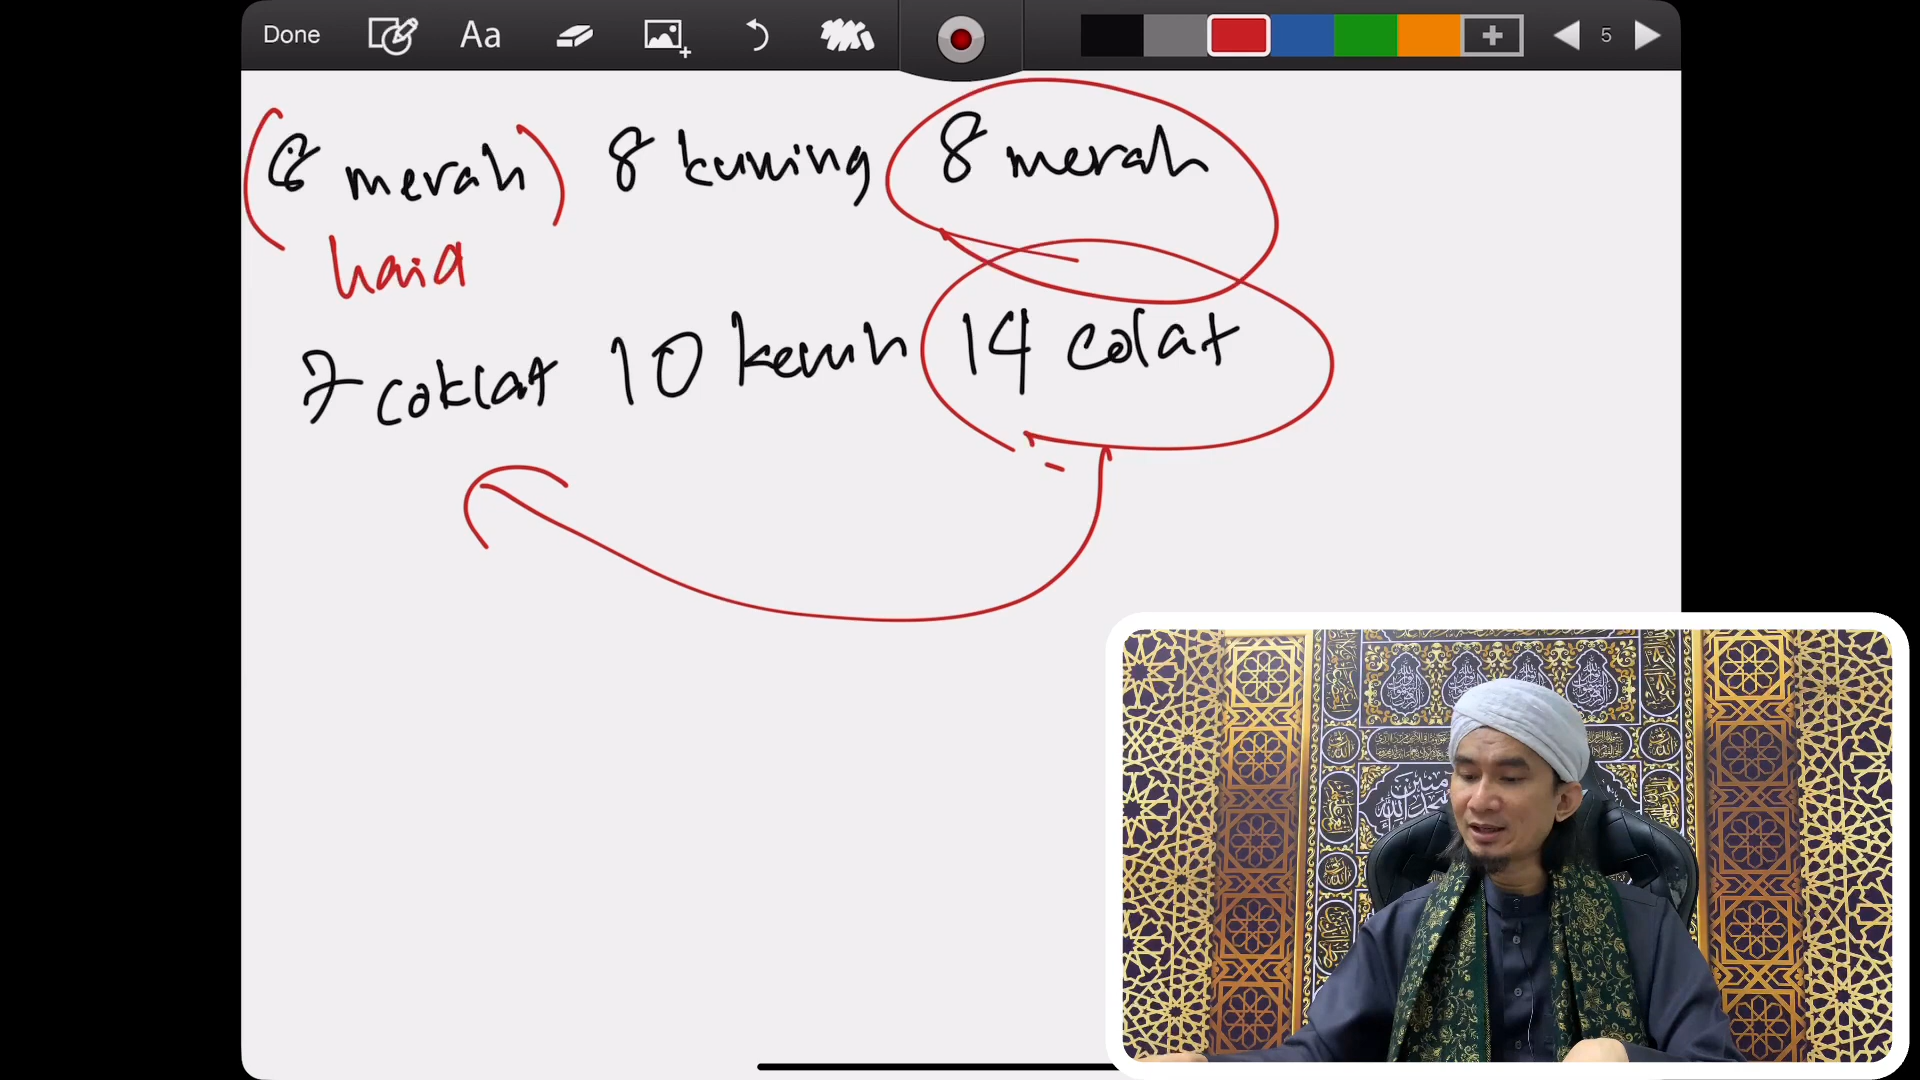 Done Aa 5
8 merah 8 kuning 8 merah
haid
7 coklat 10 keruh 14 colat